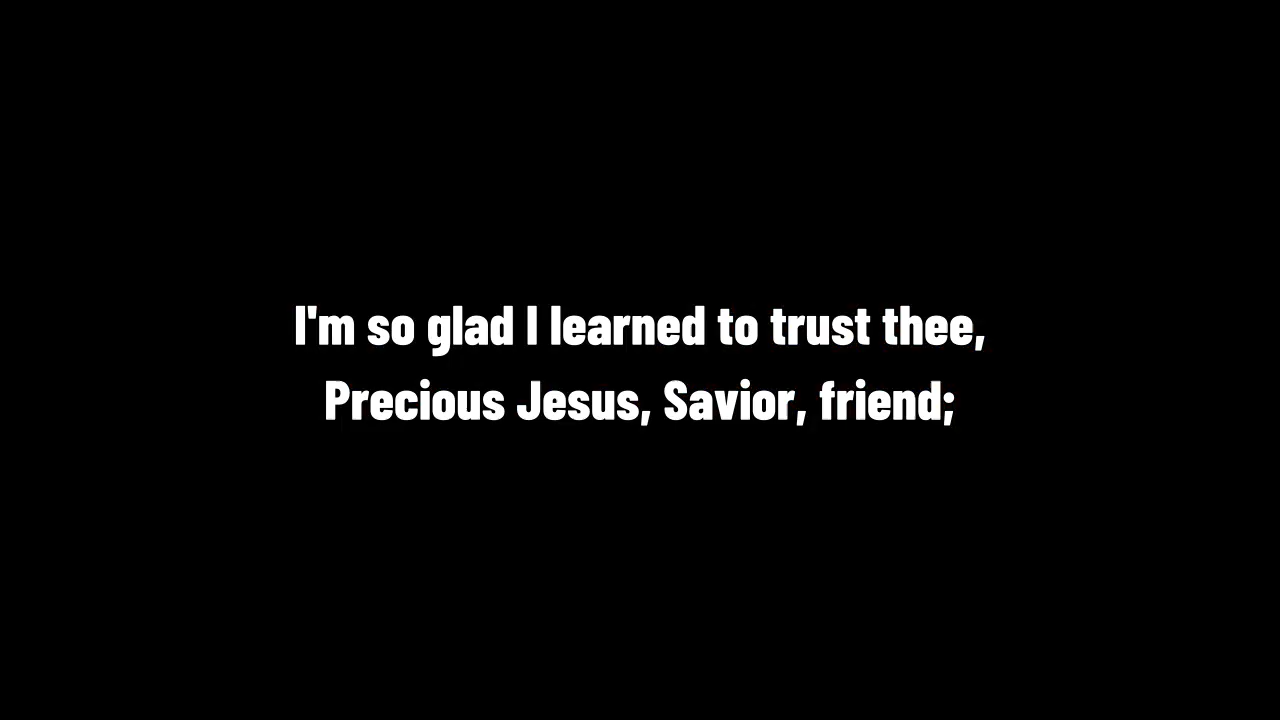 I'm so glad I learned to trust thee,
Precious Jesus, Savior, friend;